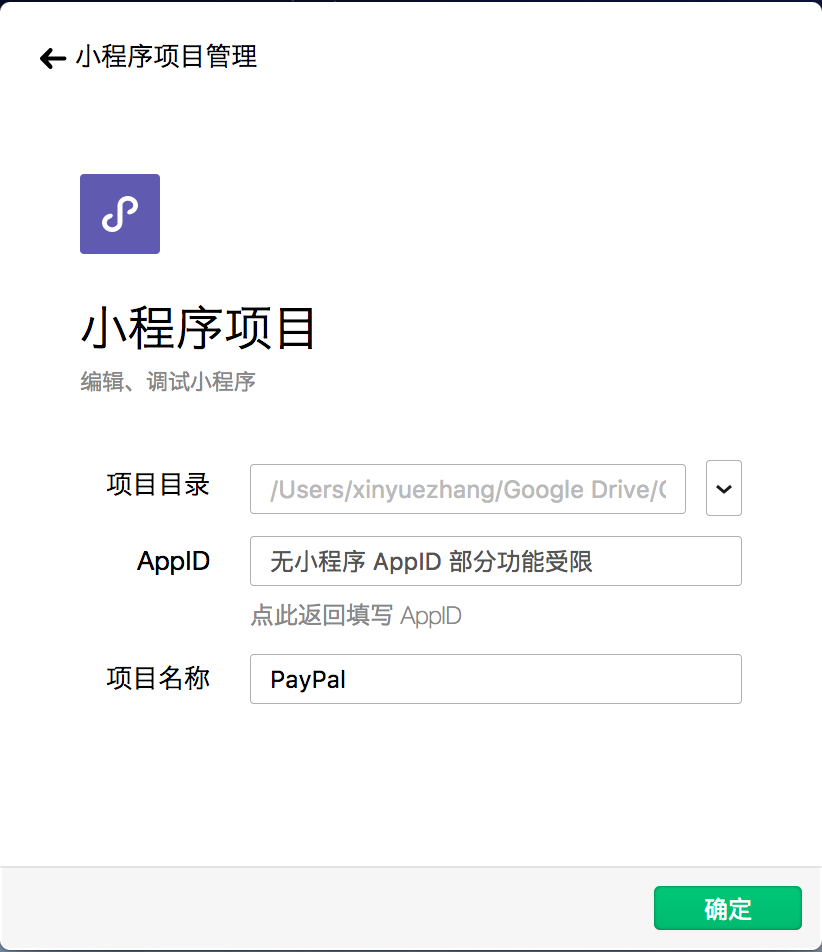 小程序项目管理
小程序项目
编辑、调试小程序
项目目录
/Users/xinyuezhang/Google Drive/
AppID
无小程序 AppID 部分功能受限
点此返回填写 AppID
项目名称
PayPal
确定